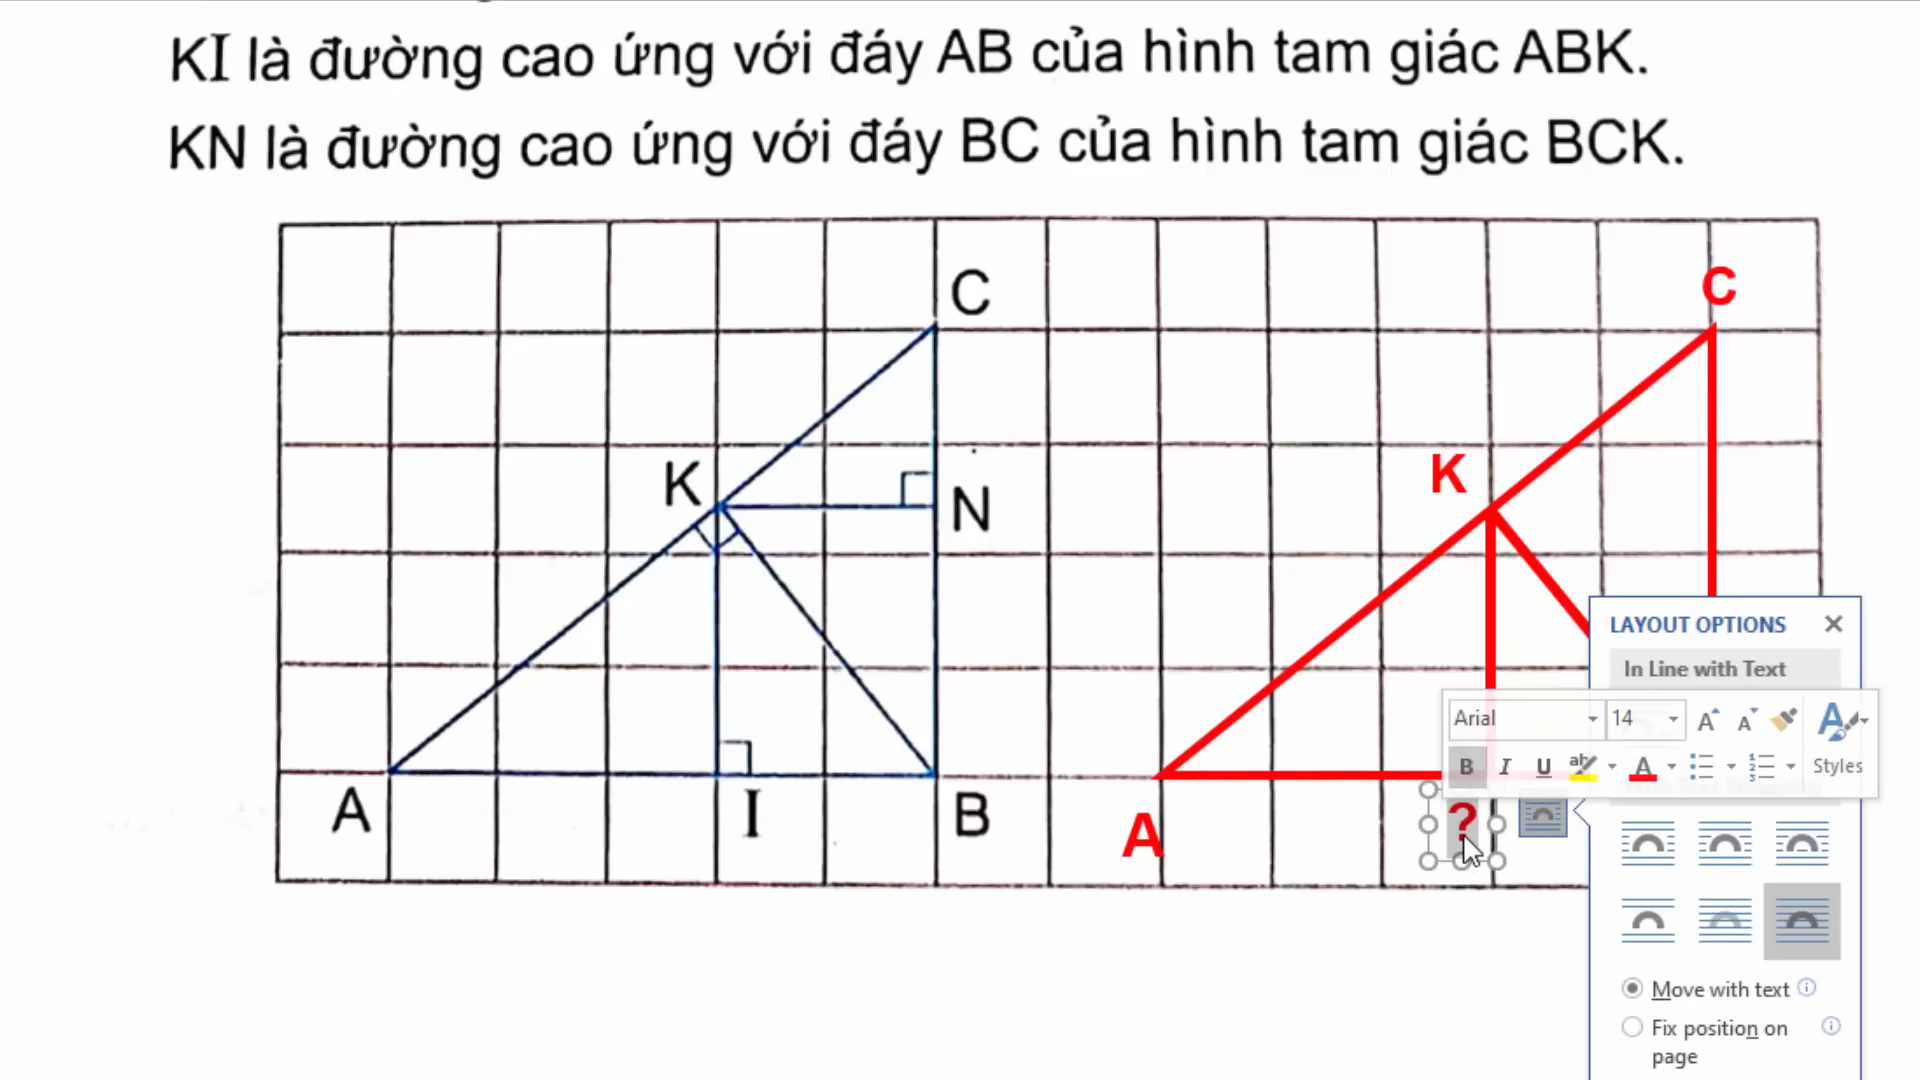 KI là đường cao ứng với đáy AB của hình tam giác ABK.
KN là đường cao ứng với đáy BC của hình tam giác BCK.
C
C
K
K
N
LAYOUT OPTIONS
In Line with Text
Arial 14 A A A
B I U aby A Styles
A I B A ?
Move with text
Fix position on
page